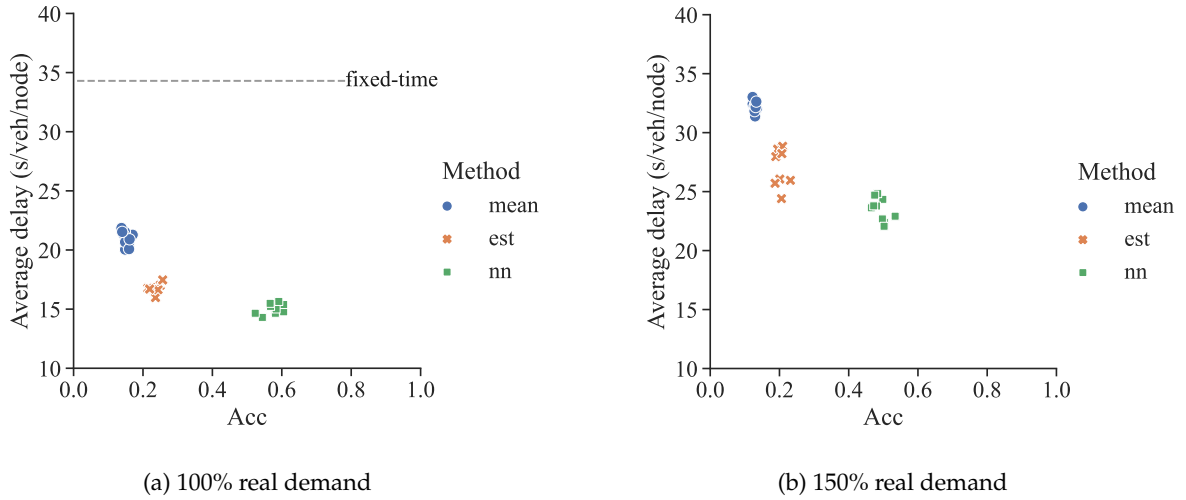 40
35
30
25
20
15
10
Average delay (s/veh/node)
fixed-time
0.0 0.2 0.4 0.6 0.8 1.0
Acc
Method
mean
est
nn
(a) 100% real demand
40
35
30
25
20
15
10
Average delay (s/veh/node)
0.0 0.2 0.4 0.6 0.8 1.0
Acc
Method
mean
est
nn
(b) 150% real demand